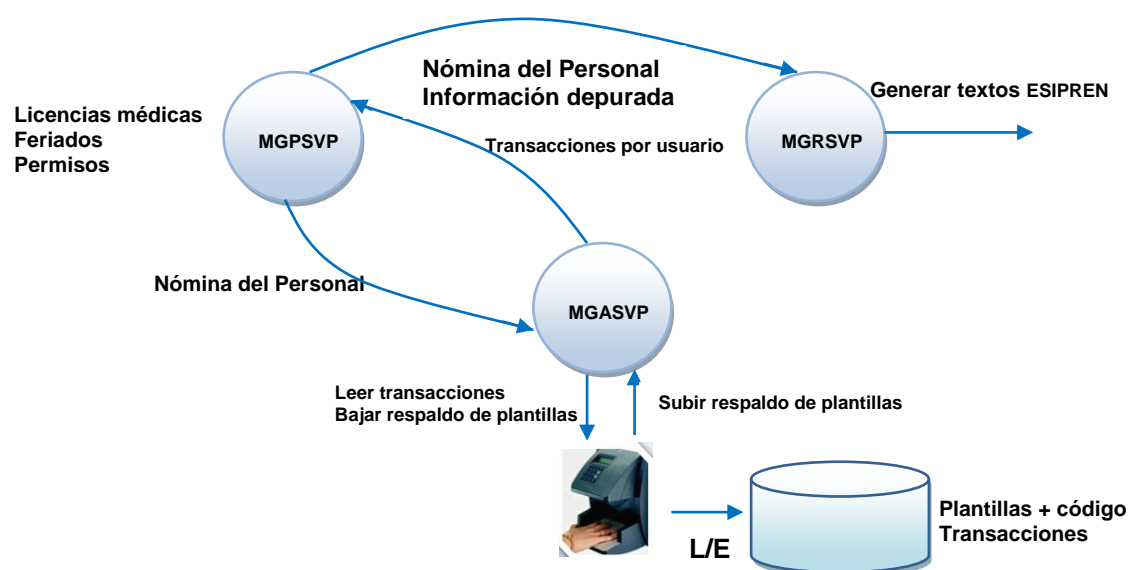 Nómina del Personal
Información depurada
Generar textos ESIPREN
Licencias médicas
Feriados
Permisos
MGPSVP
Transacciones por usuario
MGRSVP
Nómina del Personal
MGASVP
Leer transacciones
Bajar respaldo de plantillas
Subir respaldo de plantillas
Plantillas + código
Transacciones
L/E